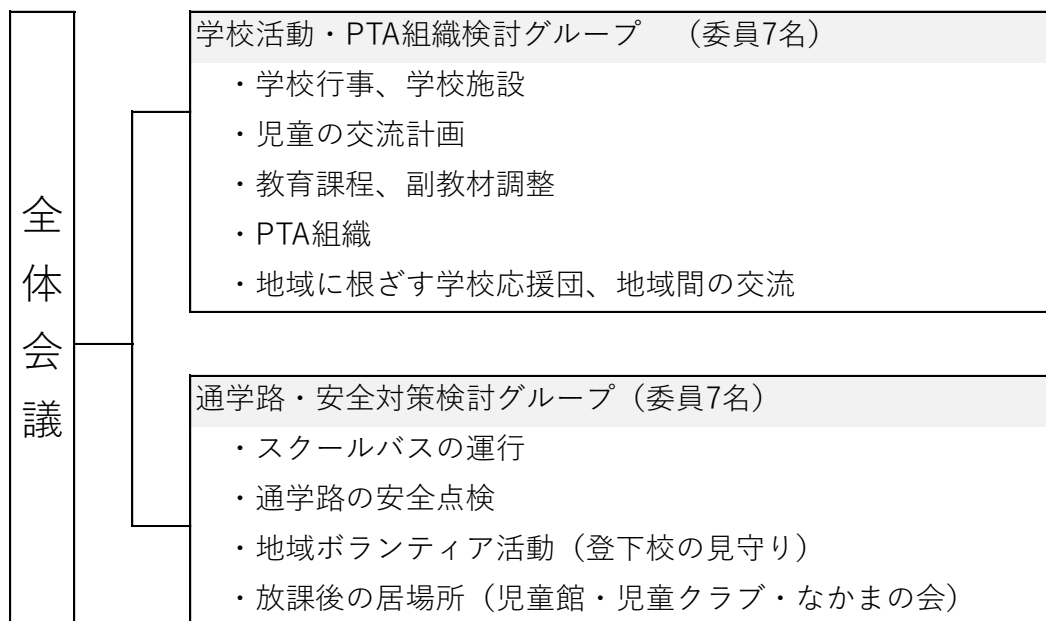 全体会議
学校活動・PTA組織検討グループ　（委員7名）
・学校行事、学校施設
・児童の交流計画
・教育課程、副教材調整
・PTA組織
・地域に根ざす学校応援団、地域間の交流
通学路・安全対策検討グループ（委員7名）
・スクールバスの運行
・通学路の安全点検
・地域ボランティア活動（登下校の見守り）
・放課後の居場所（児童館・児童クラブ・なかまの会）